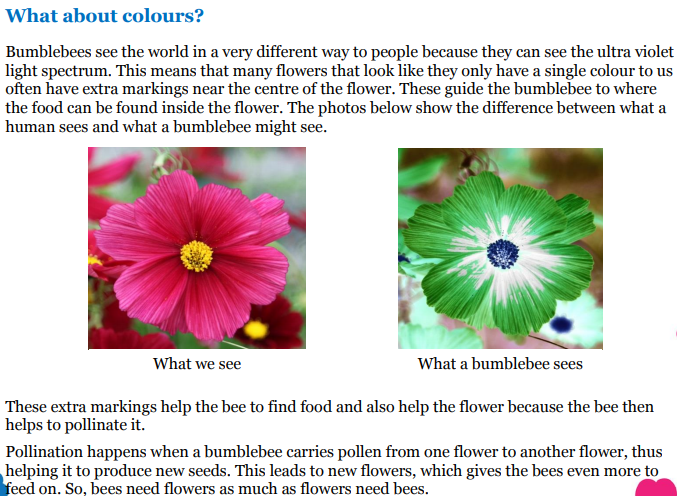 What about colours?
Bumblebees see the world in a very different way to people because they can see the ultra violet
light spectrum. This means that many flowers that look like they only have a single colour to us
often have extra markings near the centre of the flower. These guide the bumblebee to where
the food can be found inside the flower. The photos below show the difference between what a
human sees and what a bumblebee might see.
What we see
What a bumblebee sees
These extra markings help the bee to find food and also help the flower because the bee then
helps to pollinate it.
Pollination happens when a bumblebee carries pollen from one flower to another flower, thus
helping it to produce new seeds. This leads to new flowers, which gives the bees even more to
feed on. So, bees need flowers as much as flowers need bees.